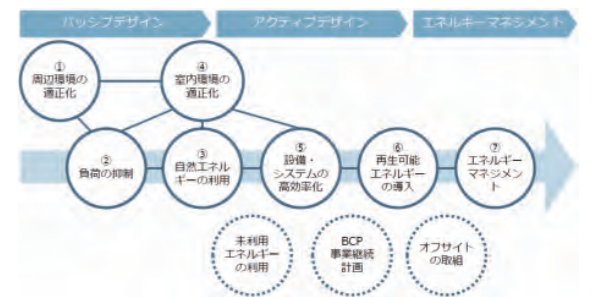 パッシブデザイン
アクティブデザイン
エネルギーマネジメント
①
周辺環境の
適正化
④
室内環境の
適正化
②
負荷の抑制
③
自然エネル
ギーの利用
⑤
設備・
システムの
高効率化
⑥
再生可能
エネルギー
の導入
⑦
エネルギー
マネジメン
ト
未利用
エネルギー
の利用
BCP
事業継続
計画
オフサイト
の取組